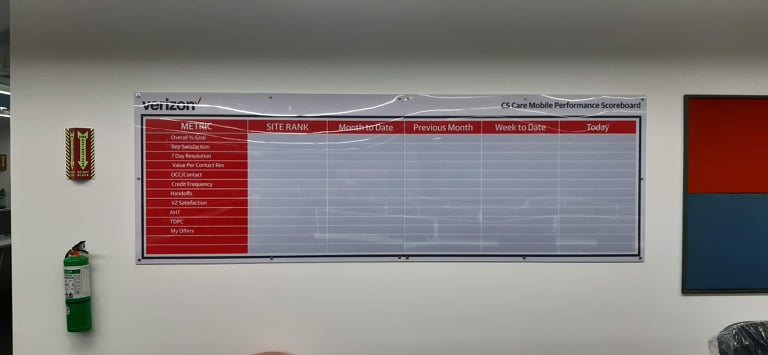 verizon✓
CS Care Mobile Performance Scoreboard
METRIC SITE RANK Month to Date Previous Month Week to Date Today
Overall % Goal
Rep Satisfaction
7 Day Resolution
Value Per Contact Res
OCC/Contact
Credit Frequency
Handoffs
VZ Satisfaction
AHT
TDPC
My Offers